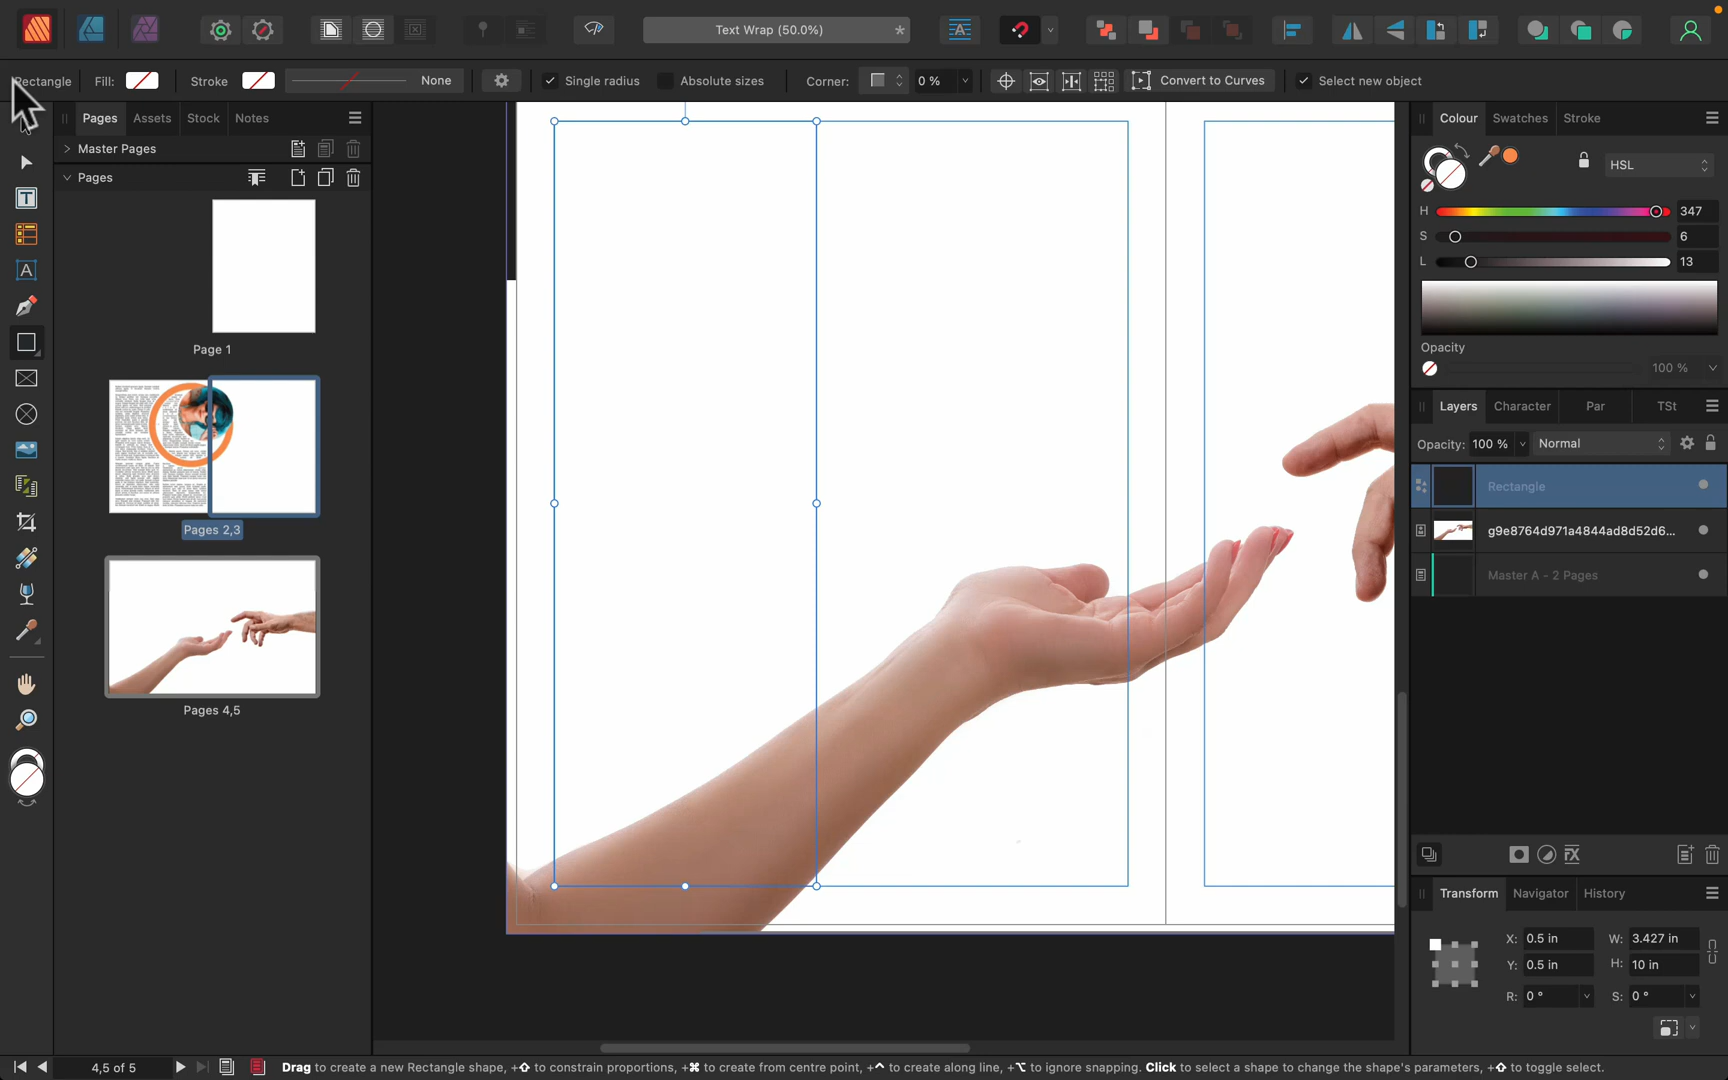 Text Wrap (50.0%)
*
Rectangle
Fill:
Stroke
None
Single radius
Absolute sizes
Corner:
0 %
Convert to Curves
Select new object
Pages
Assets
Stock
Notes
Master Pages
Pages
Page 1
Pages 2,3
Pages 4,5
Colour
Swatches
Stroke
HSL
H
347
S
6
L
13
Opacity
100 %
Layers
Character
Par
TSt
Opacity:
100 %
Normal
Rectangle
g9e8764d971a4844ad8d52d6...
Master A - 2 Pages
Transform
Navigator
History
X:
0.5 in
W:
3.427 in
Y:
0.5 in
H:
10 in
R:
0 °
S:
0 °
4,5 of 5
Drag to create a new Rectangle shape, +⇧ to constrain proportions, +⌘ to create from centre point, +^ to create along line, +⌥ to ignore snapping. Click to select a shape to change the shape's parameters, +⇧ to toggle select.